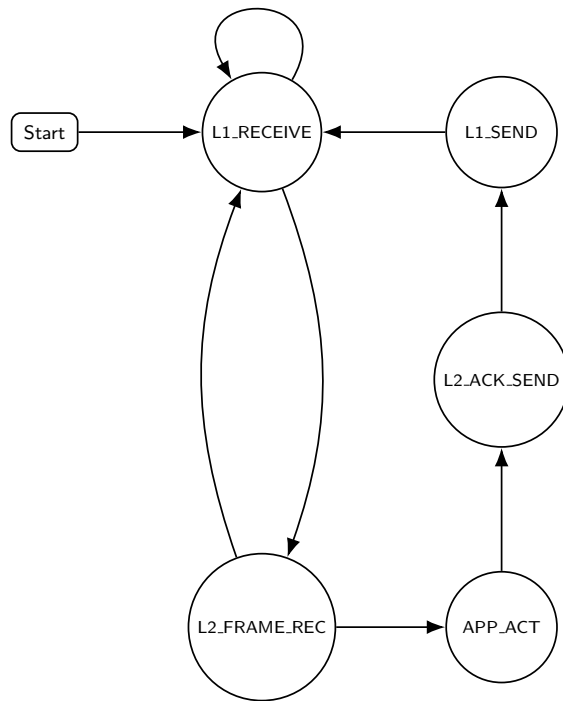 Start
L1_RECEIVE
L1_SEND
L2_ACK_SEND
L2_FRAME_REC
APP_ACT